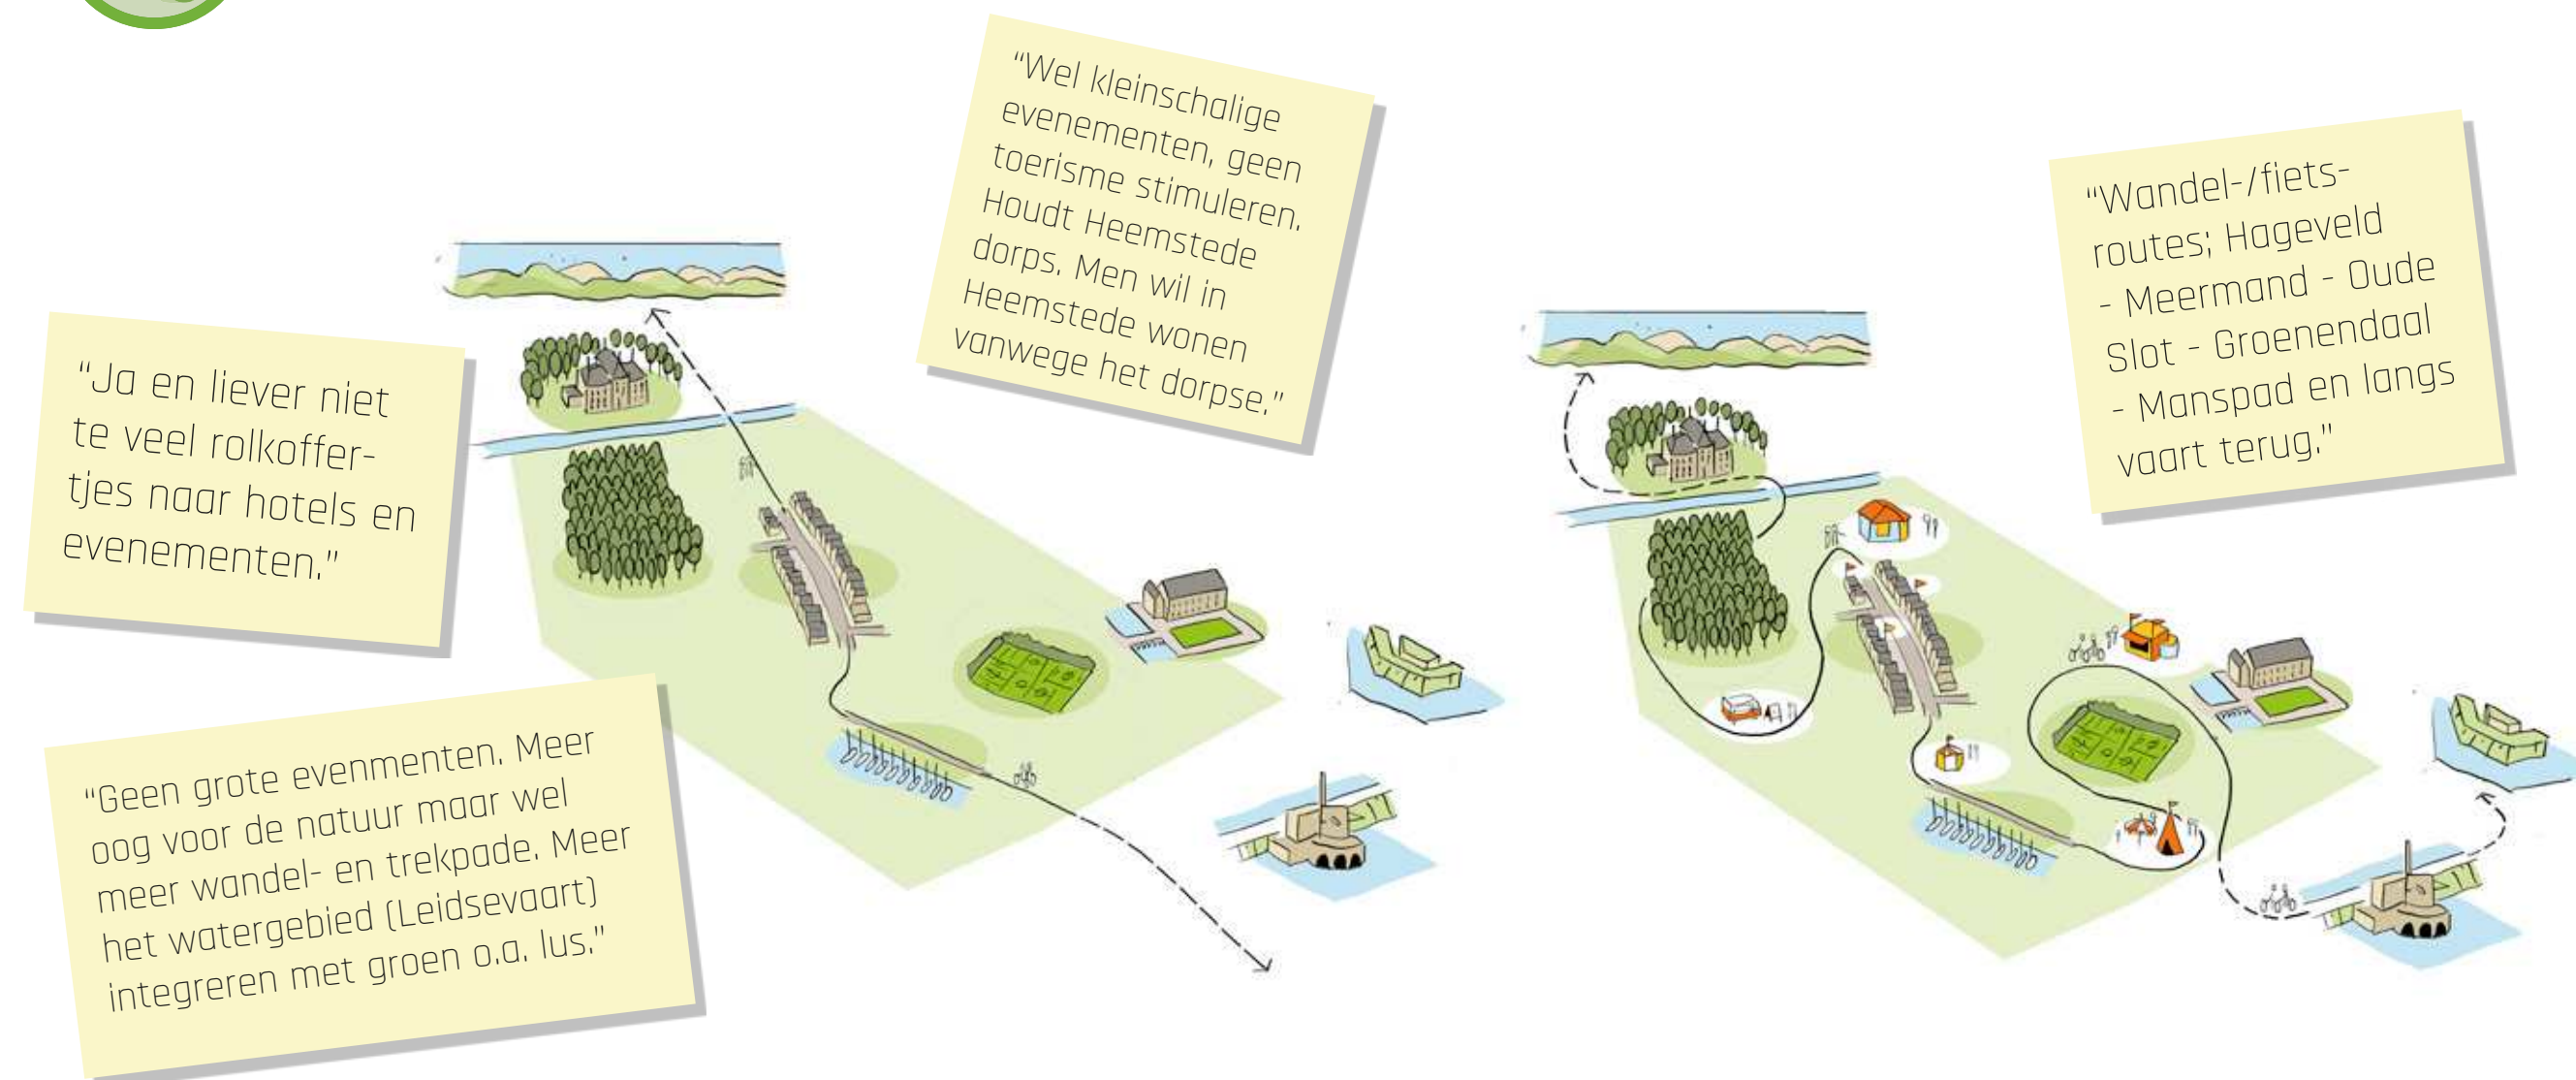 “Wel kleinschalige
evenementen, geen
toerisme stimuleren.
Houdt Heemstede
dorps. Men wil in
Heemstede wonen
vanwege het dorpse.”
“Wandel-/fiets-
routes; Hageveld
- Meermand - Oude
Slot - Groenendaal
- Manspad en langs
vaart terug.”
“Ja en liever niet
te veel rolkoffer-
tjes naar hotels en
evenementen.”
“Geen grote evenmenten. Meer
oog voor de natuur maar wel
meer wandel- en trekpade. Meer
het watergebied (Leidsevaart)
integreren met groen o.a. lus.”